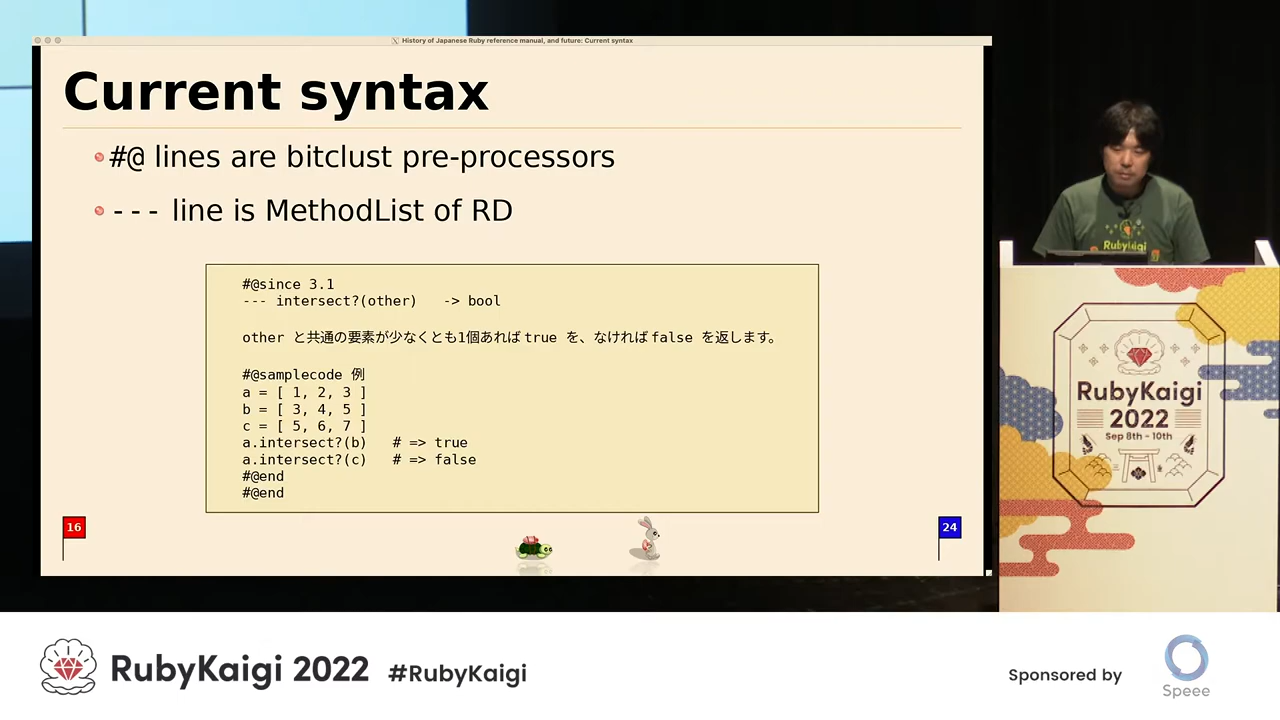 History of Japanese Ruby reference manual, and future: Current syntax
Current syntax
#@ lines are bitclust pre-processors
--- line is MethodList of RD
#@since 3.1
--- intersect?(other)   -> bool
other と共通の要素が少なくとも1個あれば true を、なければ false を返します。
#@samplecode 例
a = [ 1, 2, 3 ]
b = [ 3, 4, 5 ]
c = [ 5, 6, 7 ]
a.intersect?(b)   # => true
a.intersect?(c)   # => false
#@end
#@end
16
24
RubyKaigi
RubyKaigi
2022
Sep 8th - 10th
RubyKaigi 2022 #RubyKaigi
Sponsored by
Speee